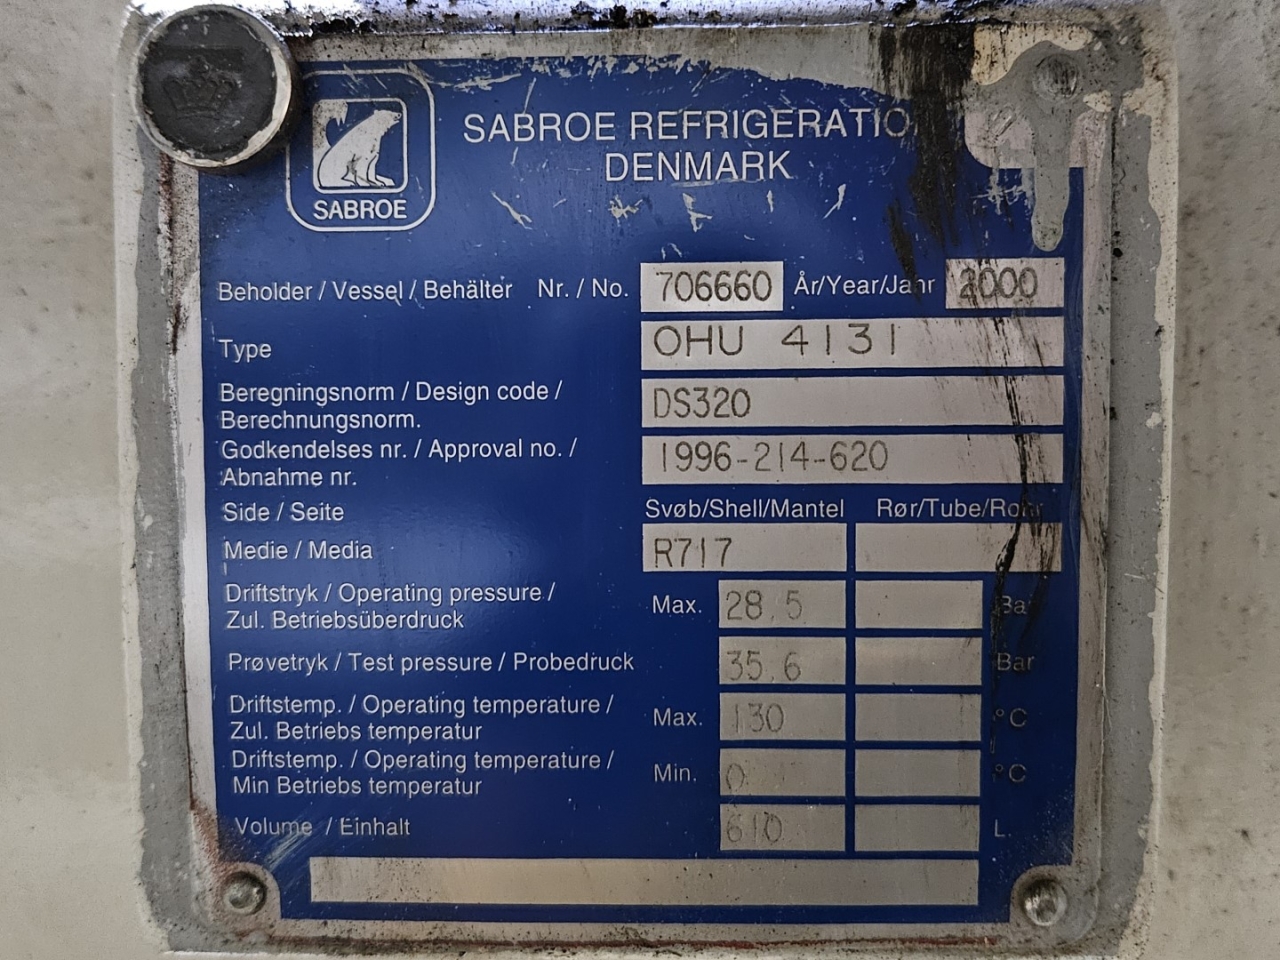 SABROE REFRIGERATIO
DENMARK
SABROE
Beholder / Vessel / Behälter Nr. / No. 706660 År/Year/Jahr 2000
Type OHU 4131
Beregningsnorm / Design code /
Berechnungsnorm. DS320
Godkendelses nr. / Approval no. /
Abnahme nr. 1996-214-620
Side / Seite Svøb/Shell/Mantel Rør/Tube/Rohr
Medie / Media R717
Driftstryk / Operating pressure /
Zul. Betriebsüberdruck Max. 28.5 Bar
Prøvetryk / Test pressure / Probedruck 35.6 Bar
Driftstemp. / Operating temperature /
Zul. Betriebs temperatur Max. 130 °C
Driftstemp. / Operating temperature /
Min Betriebs temperatur Min. 0 °C
Volume / Einhalt 610 L.